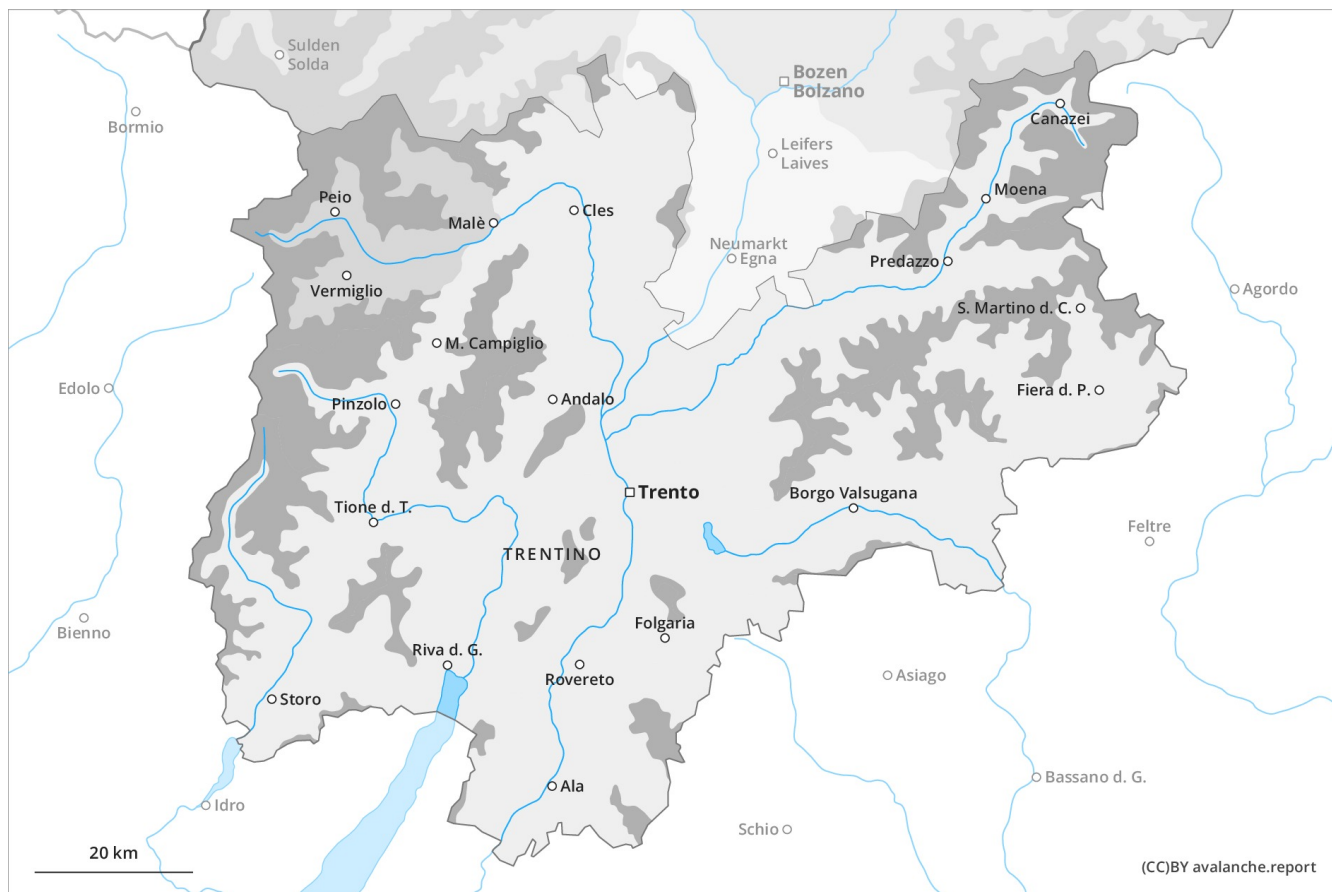 Sulden
Solda
Bozen
Bolzano
Bormio
Canazei
Leifers
Laives
Peio
Moena
Malè
Cles
Neumarkt
Egna
Predazzo
Vermiglio
Agordo
S. Martino d. C.
M. Campiglio
Edolo
Fiera d. P.
Pinzolo
Andalo
Trento
Borgo Valsugana
Tione d. T.
Feltre
TRENTINO
Bienno
Folgaria
Riva d. G.
Asiago
Rovereto
Storo
Bassano d. G.
Ala
Idro
Schio
20 km
(CC)BY avalanche.report